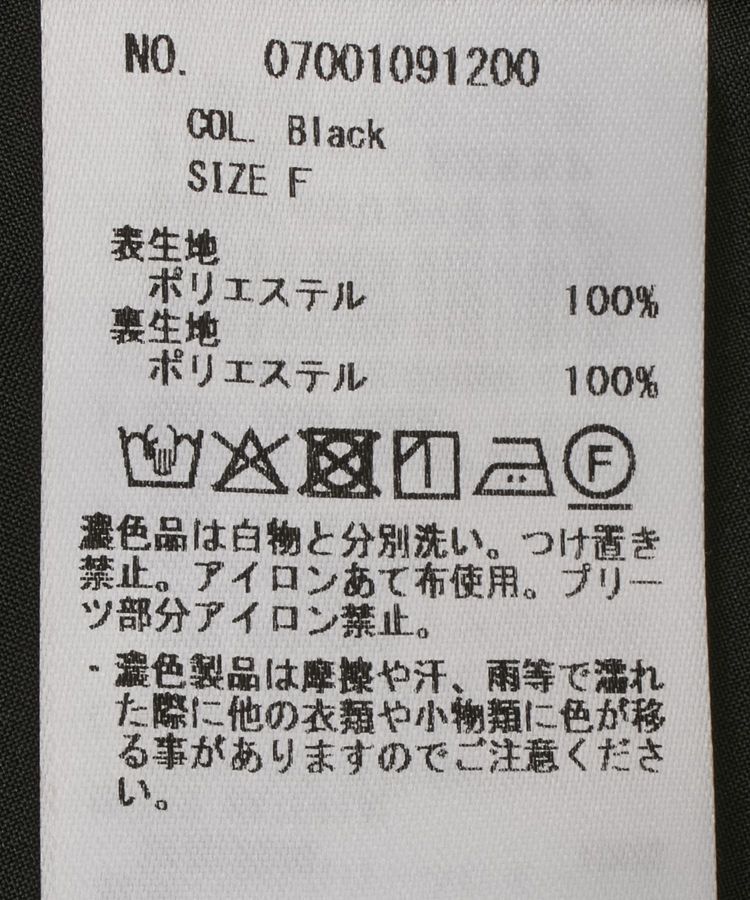 NO. 07001091200
COL. Black
SIZE F
表生地
ポリエステル 100%
裏生地
ポリエステル 100%
F
濃色品は白物と分別洗い。つけ置き
禁止。アイロンあて布使用。プリー
ツ部分アイロン禁止。
・濃色製品は摩擦や汗、雨等で濡れ
た際に他の衣類や小物類に色が移
る事がありますのでご注意くださ
い。